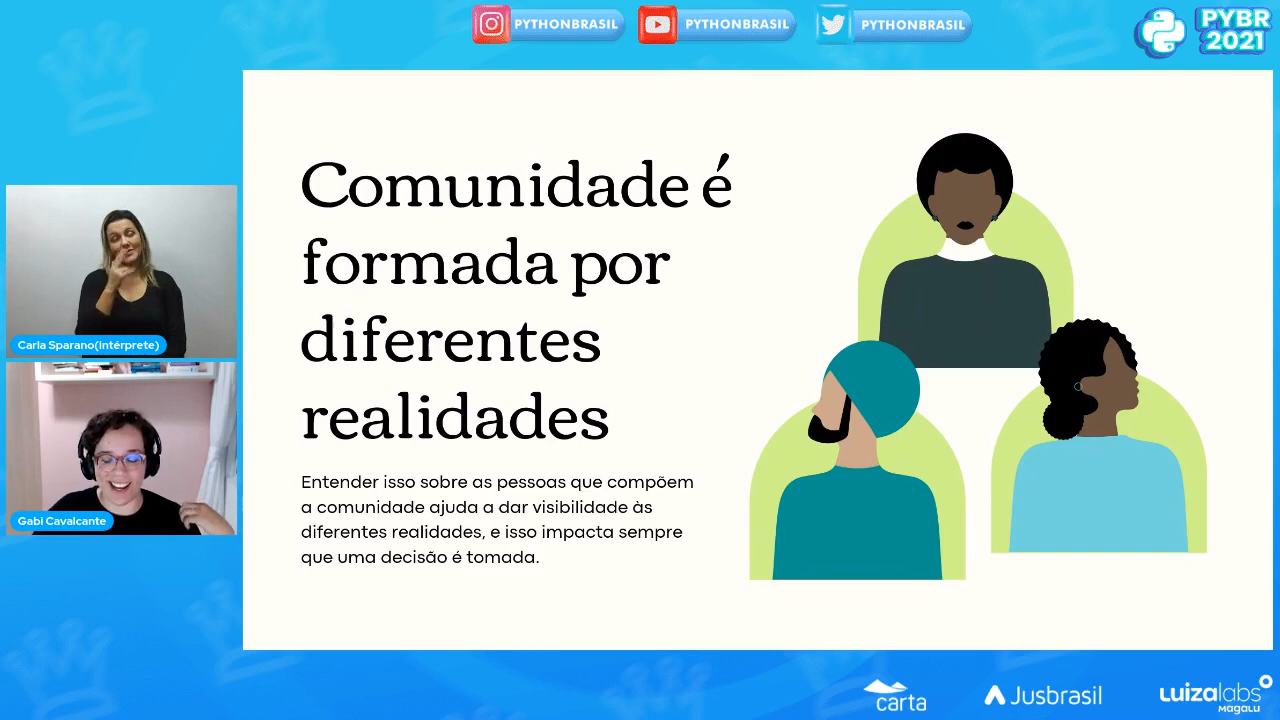 PYTHONBRASIL
PYTHONBRASIL
PYTHONBRASIL
PYBR
2021
Comunidade é
formada por
diferentes
realidades
Entender isso sobre as pessoas que compõem
a comunidade ajuda a dar visibilidade às
diferentes realidades, e isso impacta sempre
que uma decisão é tomada.
Carla Sparano(intérprete)
Gabi Cavalcante
carta
Jusbrasil
Luizalabs
Magalu